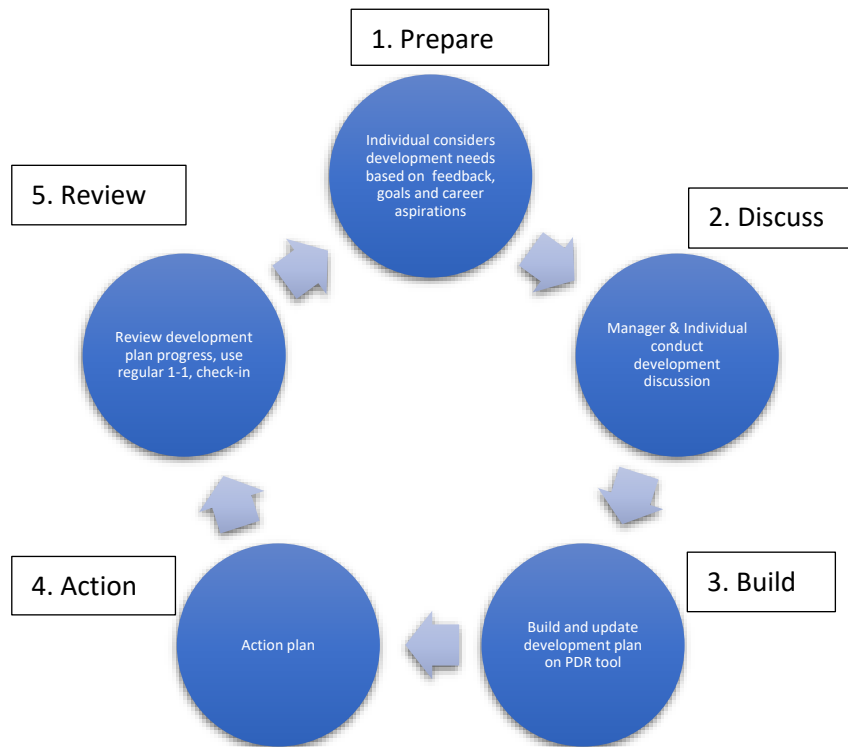 1. Prepare
Individual considers
development needs
based on feedback,
goals and career
aspirations
2. Discuss
Manager & Individual
conduct
development
discussion
3. Build
Build and update
development plan
on PDR tool
4. Action
Action plan
5. Review
Review development
plan progress, use
regular 1-1, check-in